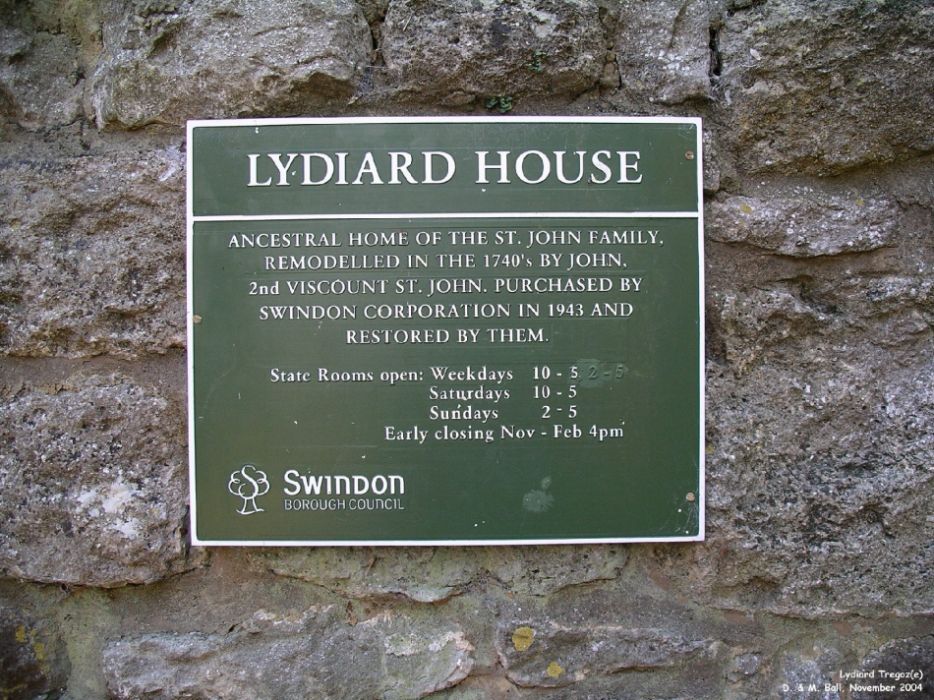 LYDIARD HOUSE
ANCESTRAL HOME OF THE ST. JOHN FAMILY,
REMODELLED IN THE 1740's BY JOHN,
2nd VISCOUNT ST. JOHN. PURCHASED BY
SWINDON CORPORATION IN 1943 AND
RESTORED BY THEM.
State Rooms open: Weekdays 10 - 5 2-5
Saturdays 10 - 5
Sundays 2 - 5
Early closing Nov - Feb 4pm
SWINDON
BOROUGH COUNCIL
Lydiard Tregoz(e)
D. & M. Ball, November 2004